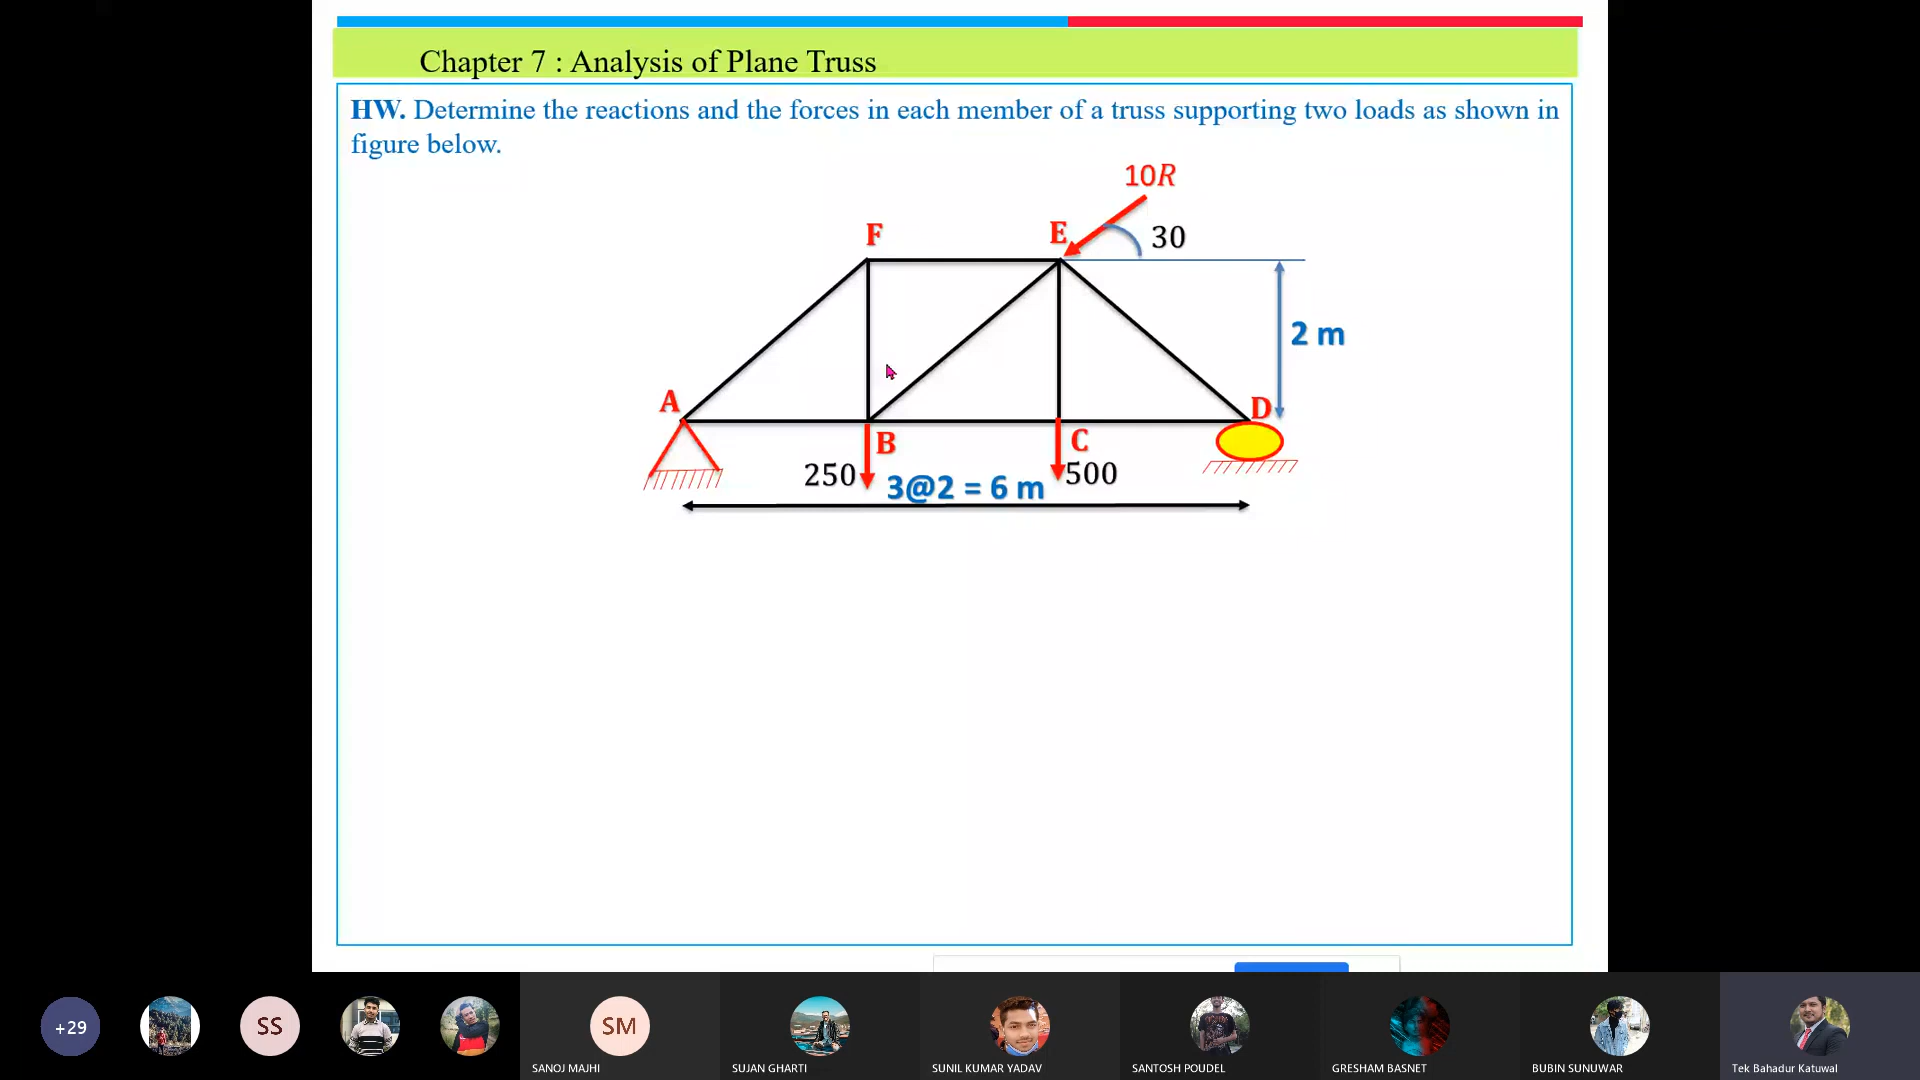 Chapter 7 : Analysis of Plane Truss
HW. Determine the reactions and the forces in each member of a truss supporting two loads as shown in
figure below.
10R
F
E
30
2 m
A
D
B
C
250
3@2 = 6 m
500
+29
SS
SM
SANOJ MAJHI
SUJAN GHARTI
SUNIL KUMAR YADAV
SANTOSH POUDEL
GRESHAM BASNET
BUBIN SUNUWAR
Tek Bahadur Katuwal